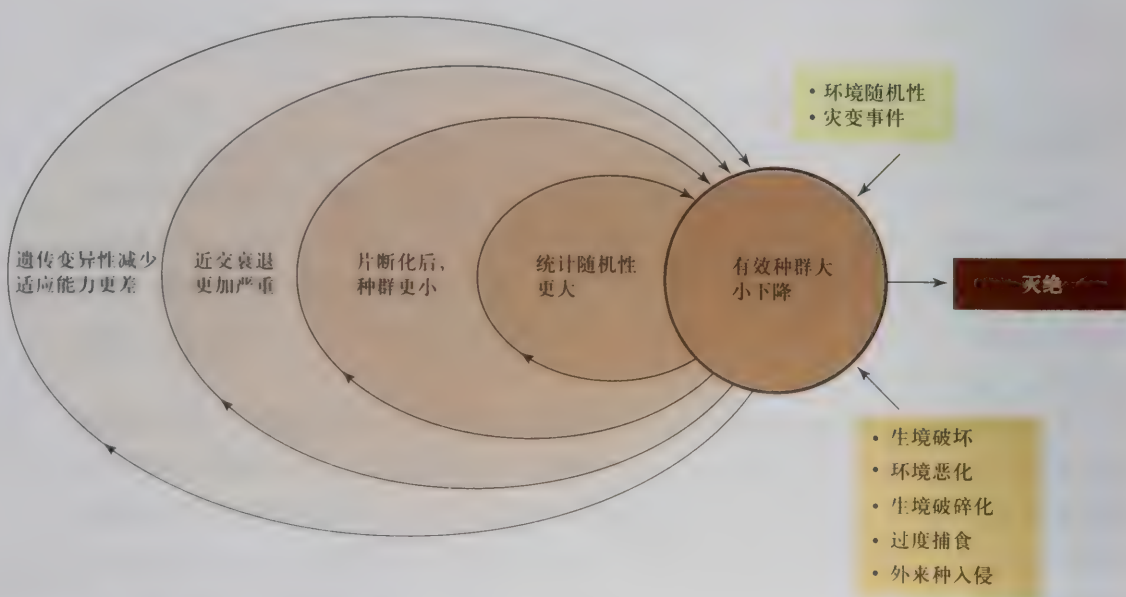 • 环境随机性
• 灾变事件
遗传变异性减少
适应能力更差
近交衰退
更加严重
片断化后、
种群更小
统计随机性
更大
有效种群大
小下降
灭绝
• 生境破坏
• 环境恶化
• 生境破碎化
• 过度捕食
• 外来种入侵